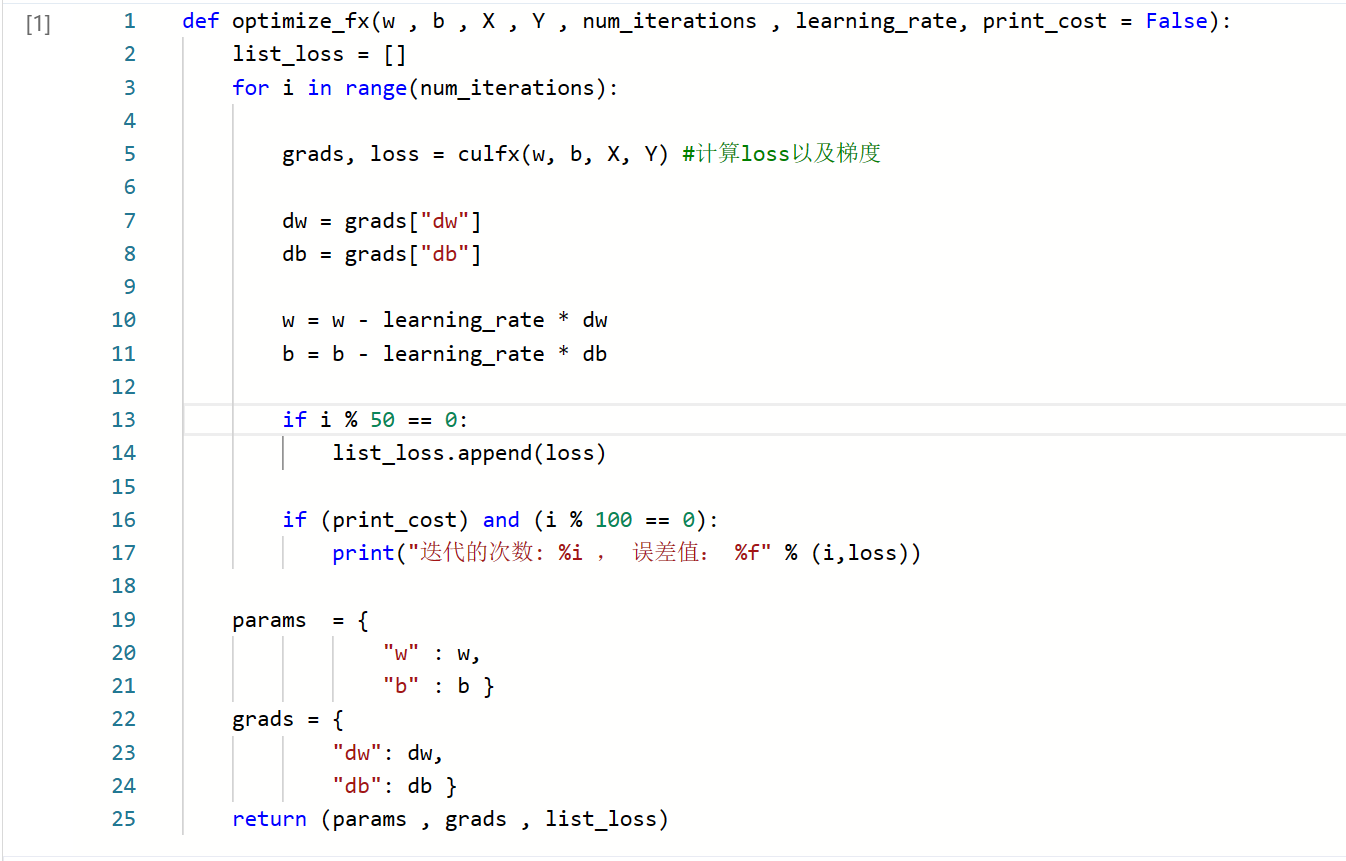 [1]
1 def optimize_fx(w , b , X , Y , num_iterations , learning_rate, print_cost = False):
2     list_loss = []
3     for i in range(num_iterations):
4
5         grads, loss = culfx(w, b, X, Y) #计算loss以及梯度
6
7         dw = grads["dw"]
8         db = grads["db"]
9
10         w = w - learning_rate * dw
11         b = b - learning_rate * db
12
13         if i % 50 == 0:
14             list_loss.append(loss)
15
16         if (print_cost) and (i % 100 == 0):
17             print("迭代的次数: %i ， 误差值： %f" % (i,loss))
18
19     params  = {
20                 "w" : w,
21                 "b" : b }
22     grads = {
23             "dw": dw,
24             "db": db }
25     return (params , grads , list_loss)